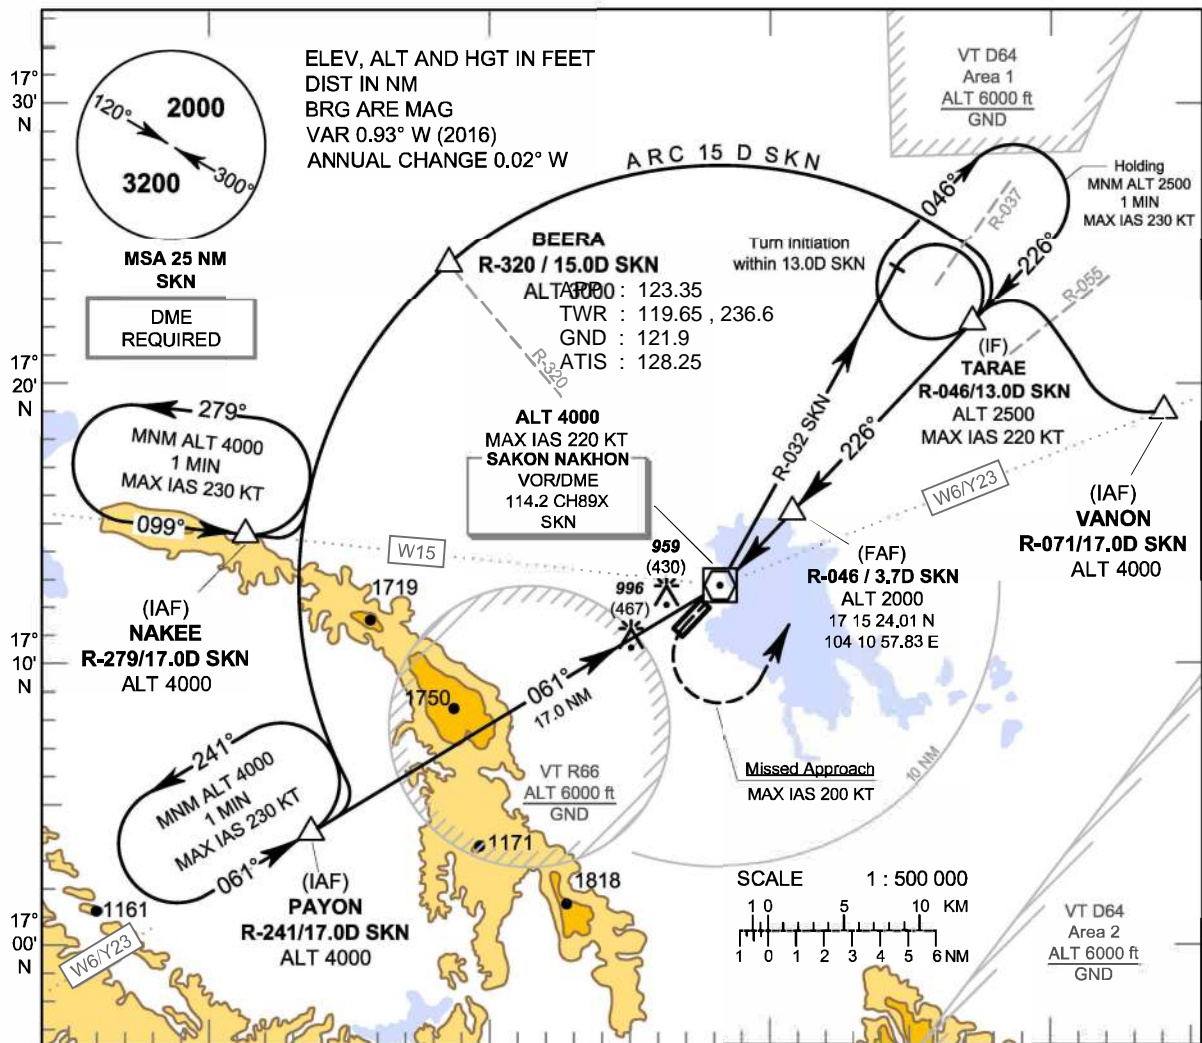 ELEV, ALT AND HGT IN FEET
DIST IN NM
BRG ARE MAG
VAR 0.93° W (2016)
ANNUAL CHANGE 0.02° W
17°
30'
N
120°
2000
3200
300°
MSA 25 NM
SKN
DME
REQUIRED
ARC 15 D SKN
VT D64
Area 1
ALT 6000 ft
GND
Holding
MNM ALT 2500
1 MIN
MAX IAS 230 KT
046°
R-037
226°
R-055
Turn initiation
within 13.0D SKN
BEERA
R-320 / 15.0D SKN
ALT 3000
APP : 123.35
TWR : 119.65 , 236.6
GND : 121.9
ATIS : 128.25
R-320
17°
20'
N
(IF)
TARAE
R-046/13.0D SKN
ALT 2500
MAX IAS 220 KT
ALT 4000
MAX IAS 220 KT
SAKON NAKHON
VOR/DME
114.2 CH89X
SKN
R-032 SKN
226°
W6/Y23
(IAF)
VANON
R-071/17.0D SKN
ALT 4000
279°
MNM ALT 4000
1 MIN
MAX IAS 230 KT
099°
W15
(IAF)
NAKEE
R-279/17.0D SKN
ALT 4000
1719
959
(430)
996
(467)
(FAF)
R-046 / 3.7D SKN
ALT 2000
17 15 24.01 N
104 10 57.83 E
17°
10'
N
1750
061°
17.0 NM
241°
MNM ALT 4000
1 MIN
MAX IAS 230 KT
061°
VT R66
ALT 6000 ft
GND
Missed Approach
MAX IAS 200 KT
10 NM
1171
(IAF)
PAYON
R-241/17.0D SKN
ALT 4000
1818
1161
W6/Y23
17°
00'
N
SCALE 1 : 500 000
1 0 5 10 KM
1 0 1 2 3 4 5 6 NM
VT D64
Area 2
ALT 6000 ft
GND